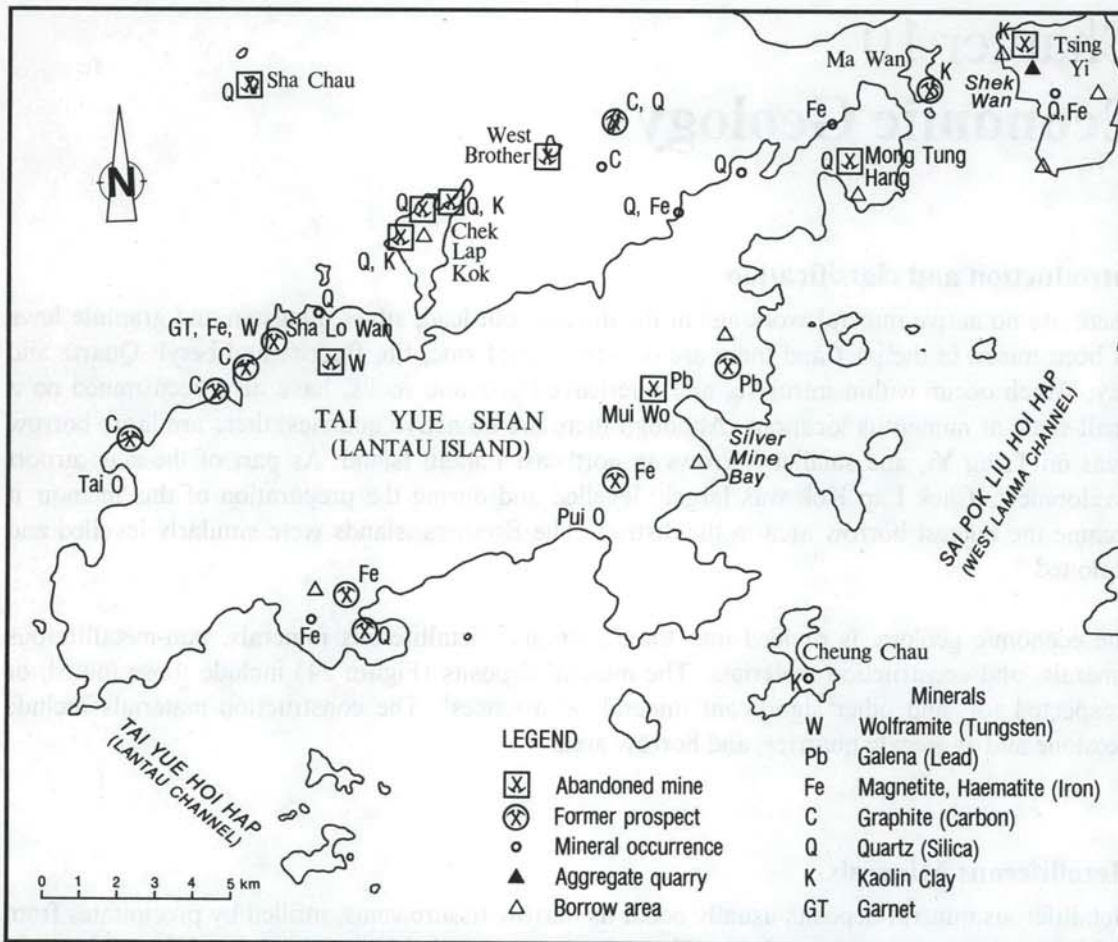 K
Tsing
Yi
Ma Wan
K
Shek
Wan
Q, Fe
Q
Sha Chau
C, Q
Fe
West
Brother
C
Q
Q
Mong Tung
Hang
Q
Q, K
Q, Fe
Chek
Lap
Kok
Q, K
Q
GT, Fe, W
Sha Lo Wan
C
W
C
Pb
Pb
Mui Wo
TAI YUE SHAN
(LANTAU ISLAND)
Q
Tai O
Silver
Mine
Bay
Fe
Pui O
SAI POK LIU HOI HAP
(WEST LAMMA CHANNEL)
Fe
Fe
Q
Cheung Chau
K
TAI YUE HOI HAP
(LANTAU CHANNEL)
N
0 1 2 3 4 5 km
LEGEND
Abandoned mine
Former prospect
Mineral occurrence
Aggregate quarry
Borrow area
Minerals
W Wolframite (Tungsten)
Pb Galena (Lead)
Fe Magnetite, Haematite (Iron)
C Graphite (Carbon)
Q Quartz (Silica)
K Kaolin Clay
GT Garnet